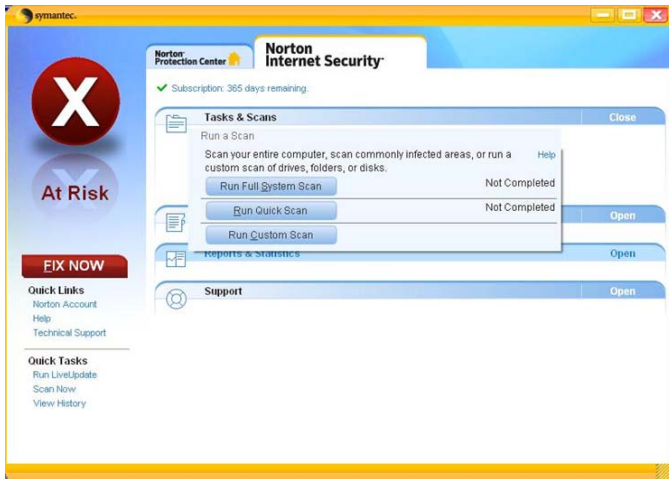 symantec.
Norton
Protection Center
Norton
Internet Security
Subscription: 365 days remaining.
X
At Risk
FIX NOW
Quick Links
Norton Account
Help
Technical Support
Quick Tasks
Run LiveUpdate
Scan Now
View History
Tasks & Scans Close
Run a Scan
Scan your entire computer, scan commonly infected areas, or run a Help
custom scan of drives, folders, or disks.
Run Full System Scan Not Completed
Run Quick Scan Not Completed
Run Custom Scan
Open
Reports & Statistics Open
Support Open